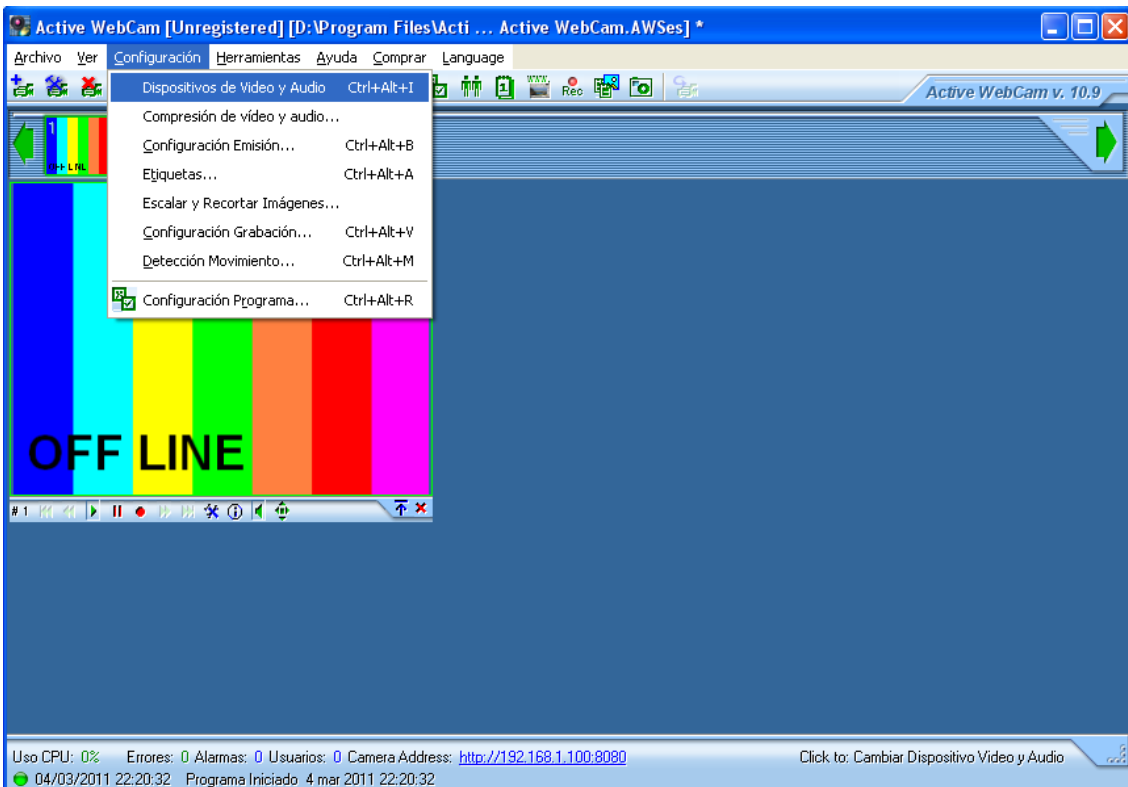 Active WebCam [Unregistered] [D:\Program Files\Acti ... Active WebCam.AWSes] *
Archivo Ver Configuración Herramientas Ayuda Comprar Language
Rec
Active WebCam v. 10.9
Dispositivos de Video y Audio Ctrl+Alt+I
Compresión de vídeo y audio...
Configuración Emisión... Ctrl+Alt+B
Etiquetas... Ctrl+Alt+A
Escalar y Recortar Imágenes...
Configuración Grabación... Ctrl+Alt+V
Detección Movimiento... Ctrl+Alt+M
Configuración Programa... Ctrl+Alt+R
1
OFF LINE
OFF LINE
# 1
Uso CPU: 0% Errores: 0 Alarmas: 0 Usuarios: 0 Camera Address: http://192.168.1.100:8080 Click to: Cambiar Dispositivo Video y Audio
04/03/2011 22:20:32 Programa Iniciado 4 mar 2011 22:20:32